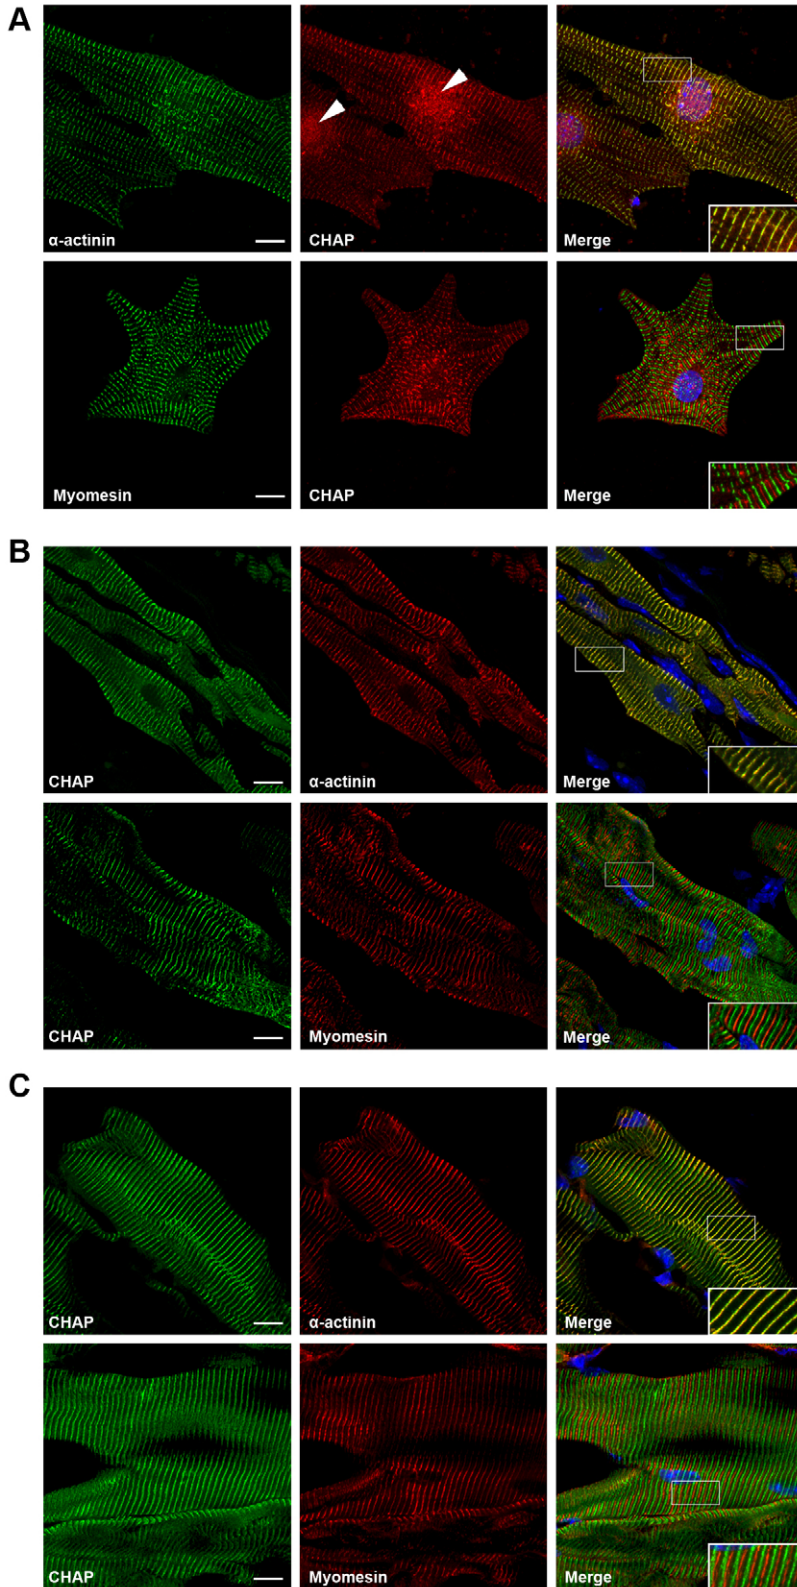 A
α-actinin
CHAP
Merge
Myomesin
CHAP
Merge
B
CHAP
α-actinin
Merge
CHAP
Myomesin
Merge
C
CHAP
α-actinin
Merge
CHAP
Myomesin
Merge